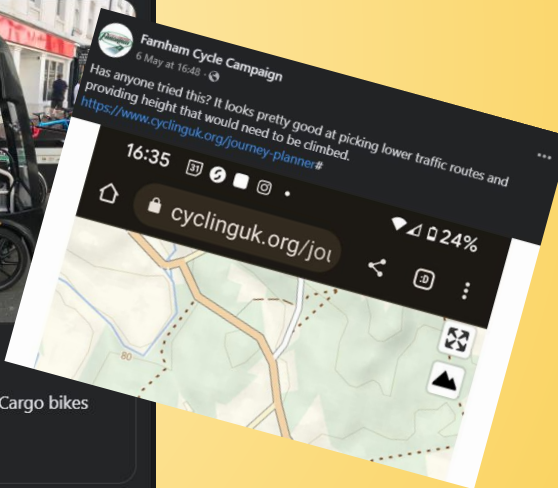 Farnham Cycle Campaign
6 May at 16:48 ·
Has anyone tried this? It looks pretty good at picking lower traffic routes and
providing height that would need to be climbed.
https://www.cyclinguk.org/journey-planner#
16:35 31 24%
cyclinguk.org/jou
:D
80
Cargo bikes